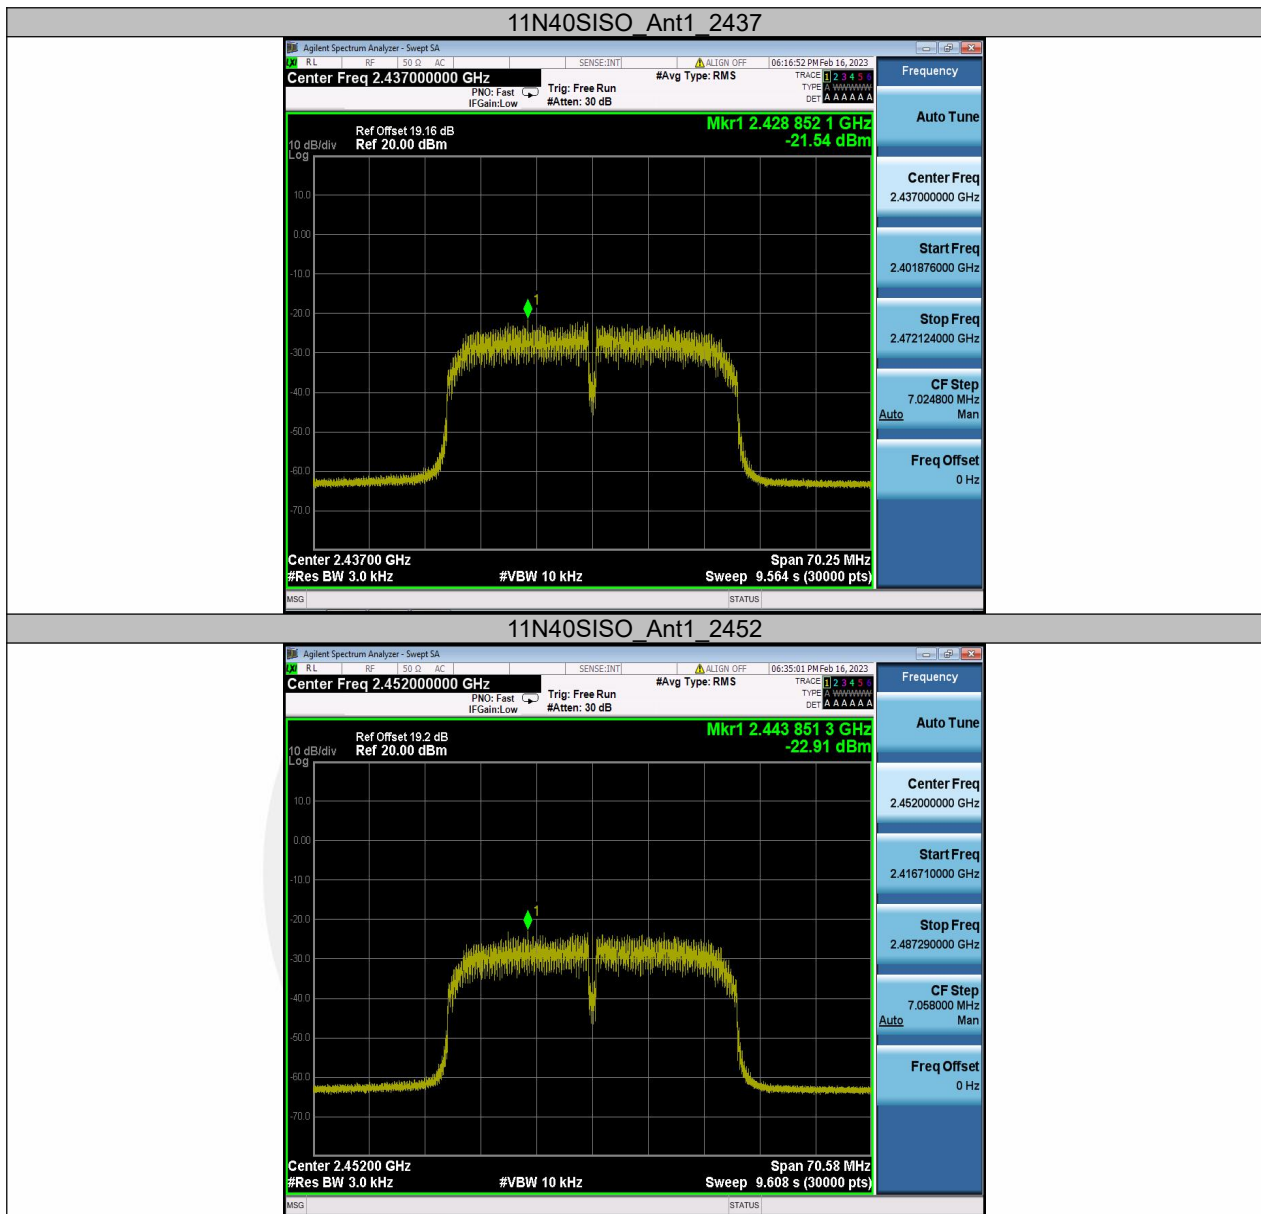 11N40SISO_Ant1_2437
Agilent Spectrum Analyzer - Swept SA
RL RF 50 Ω AC SENSE:INT ALIGN OFF 06:16:52 PM Feb 16, 2023
Center Freq 2.437000000 GHz #Avg Type: RMS TRACE 1 2 3 4 5 6
PNO: Fast Trig: Free Run TYPE A WWWWW
IFGain:Low #Atten: 30 dB DET A A A A A A
Frequency
Auto Tune
Center Freq
2.437000000 GHz
Start Freq
2.401876000 GHz
Stop Freq
2.472124000 GHz
CF Step
7.024800 MHz
Auto Man
Freq Offset
0 Hz
Mkr1 2.428 852 1 GHz
Ref Offset 19.16 dB
-21.54 dBm
10 dB/div Ref 20.00 dBm
Log
10.0
0.00
-10.0
1
-20.0
-30.0
-40.0
-50.0
-60.0
-70.0
Center 2.43700 GHz Span 70.25 MHz
#Res BW 3.0 kHz #VBW 10 kHz Sweep 9.564 s (30000 pts)
MSG STATUS
11N40SISO_Ant1_2452
Agilent Spectrum Analyzer - Swept SA
RL RF 50 Ω AC SENSE:INT ALIGN OFF 06:35:01 PM Feb 16, 2023
Center Freq 2.452000000 GHz #Avg Type: RMS TRACE 1 2 3 4 5 6
PNO: Fast Trig: Free Run TYPE A WWWWW
IFGain:Low #Atten: 30 dB DET A A A A A A
Frequency
Auto Tune
Center Freq
2.452000000 GHz
Start Freq
2.416710000 GHz
Stop Freq
2.487290000 GHz
CF Step
7.058000 MHz
Auto Man
Freq Offset
0 Hz
Mkr1 2.443 851 3 GHz
Ref Offset 19.2 dB
-22.91 dBm
10 dB/div Ref 20.00 dBm
Log
10.0
0.00
-10.0
1
-20.0
-30.0
-40.0
-50.0
-60.0
-70.0
Center 2.45200 GHz Span 70.58 MHz
#Res BW 3.0 kHz #VBW 10 kHz Sweep 9.608 s (30000 pts)
MSG STATUS